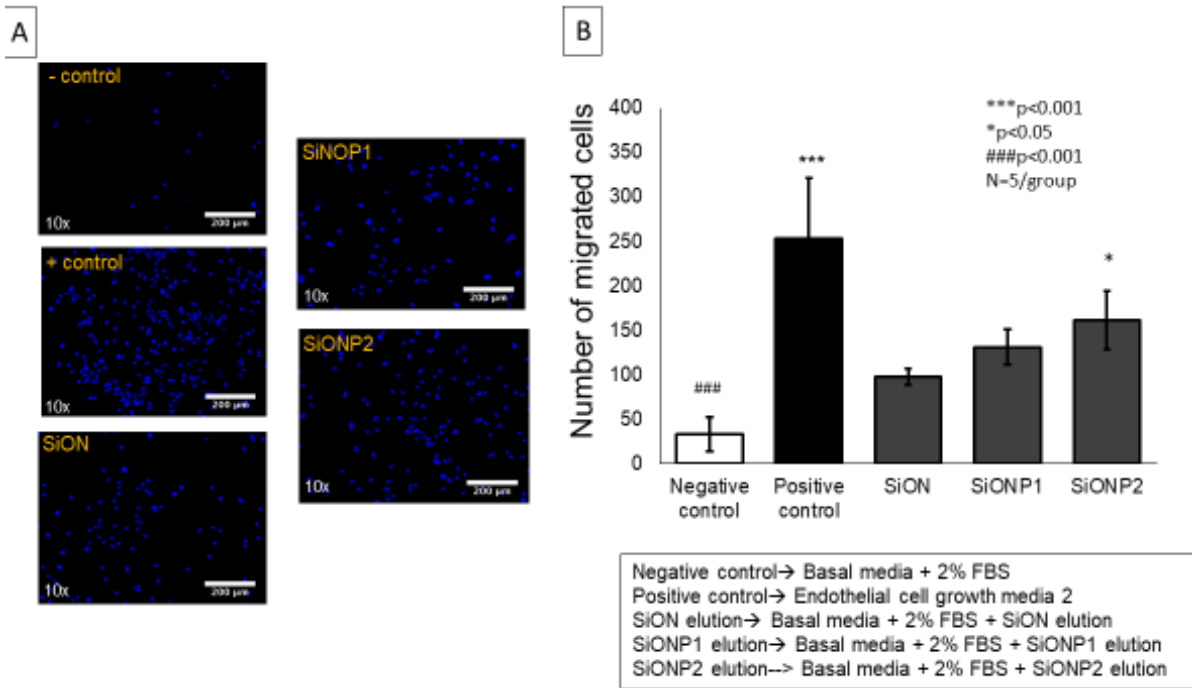 A
- control
10x
200 µm
+ control
10x
200 µm
SiON
10x
200 µm
SiNOP1
10x
200 µm
SiONP2
10x
200 µm
B
Number of migrated cells
400
350
300
250
200
150
100
50
0
***p<0.001
*p<0.05
###p<0.001
N=5/group
###
***
*
Negative control
Positive control
SiON
SiONP1
SiONP2
Negative control→ Basal media + 2% FBS
Positive control→ Endothelial cell growth media 2
SiON elution→ Basal media + 2% FBS + SiON elution
SiONP1 elution→ Basal media + 2% FBS + SiONP1 elution
SiONP2 elution--> Basal media + 2% FBS + SiONP2 elution